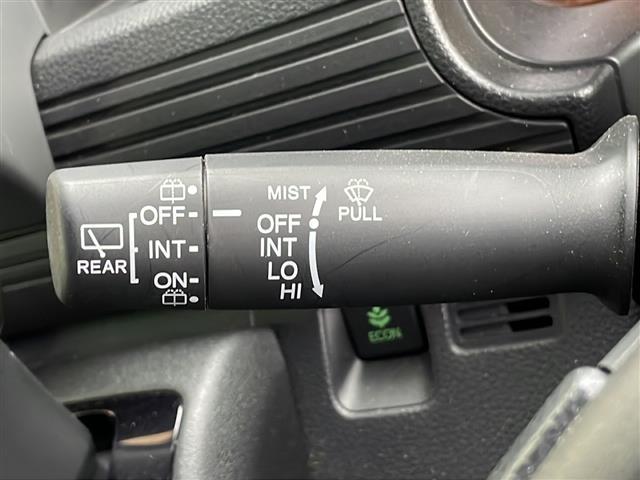 MIST
PULL
OFF
INT
LO
HI
OFF
INT
ON
REAR
ECON